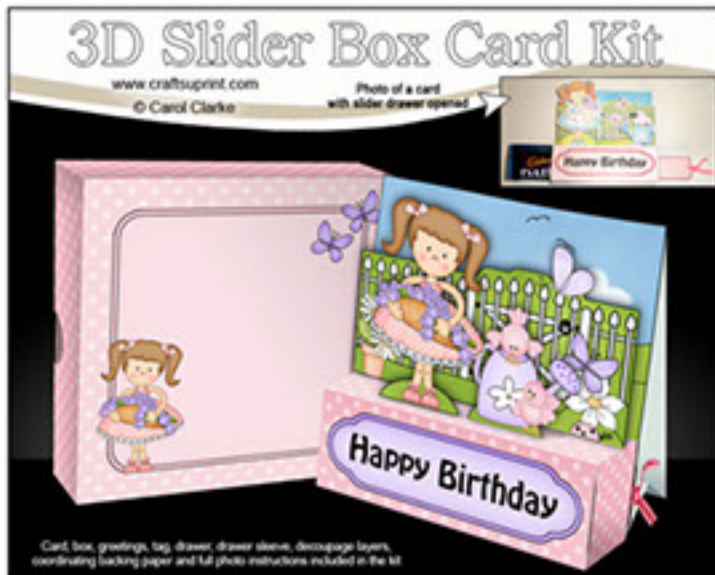 3D Slider Box Card Kit
www.craftsuprint.com
© Carol Clarke
Photo of a card
with slider drawer opened
Happy Birthday
Happy Birthday
Card, box, greetings, tag, drawer, drawer sleeve, decoupage layers,
coordinating backing paper and full photo instructions included in the kit